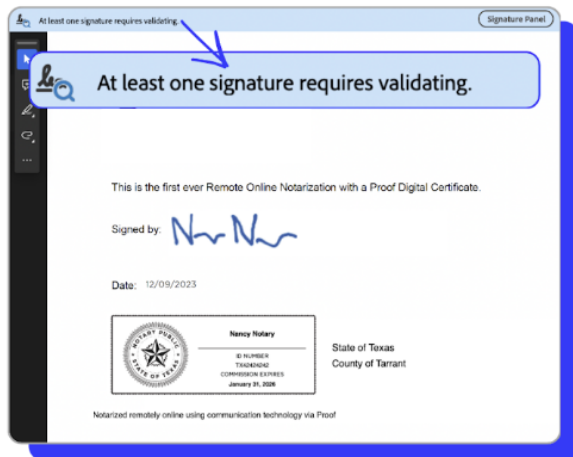 At least one signature requires validating.
Signature Panel
At least one signature requires validating.
This is the first ever Remote Online Notarization with a Proof Digital Certificate.
Signed by:
Date: 12/09/2023
NOTARY PUBLIC
STATE OF TEXAS
Nancy Notary
ID NUMBER
TX42424242
COMMISSION EXPIRES
January 31, 2026
State of Texas
County of Tarrant
Notarized remotely online using communication technology via Proof